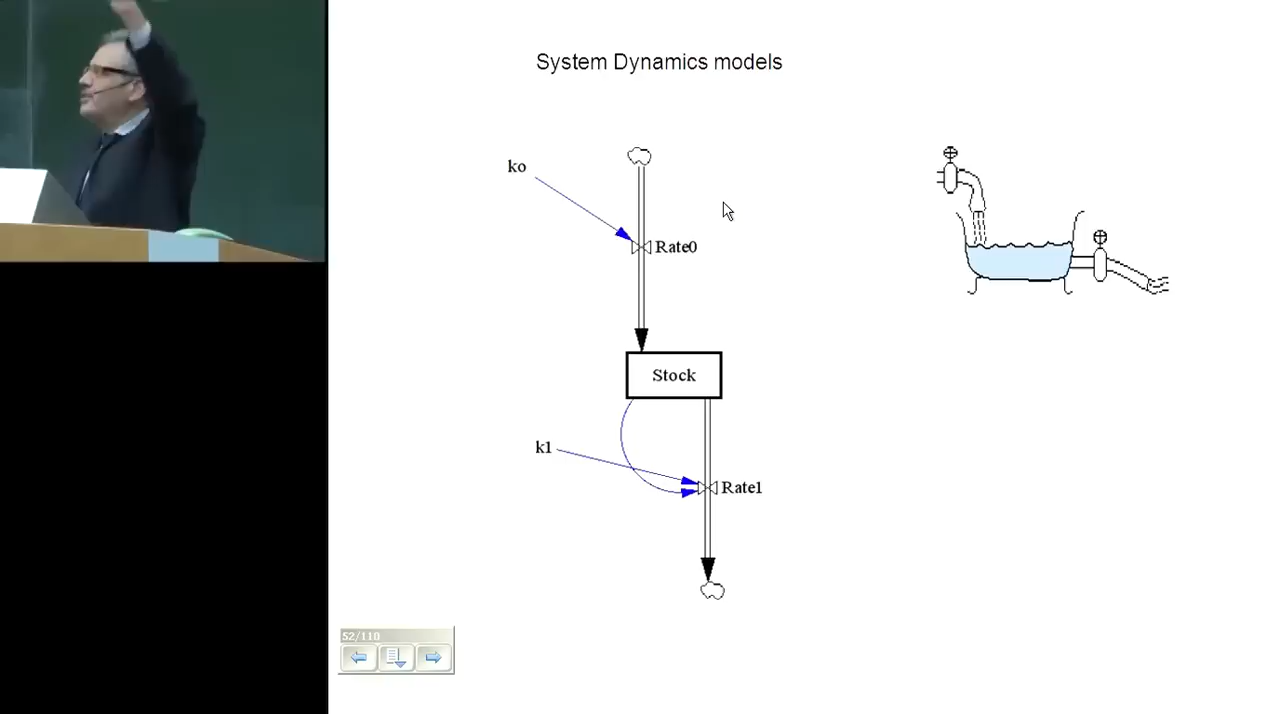 System Dynamics models
ko
Rate0
Stock
k1
Rate1
52/110